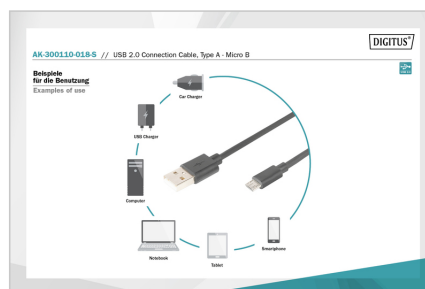 DIGITUS®
AK-300110-018-S // USB 2.0 Connection Cable, Type A - Micro B
Beispiele
für die Benutzung
Examples of use
Car Charger
USB Charger
Computer
Notebook
Tablet
Smartphone